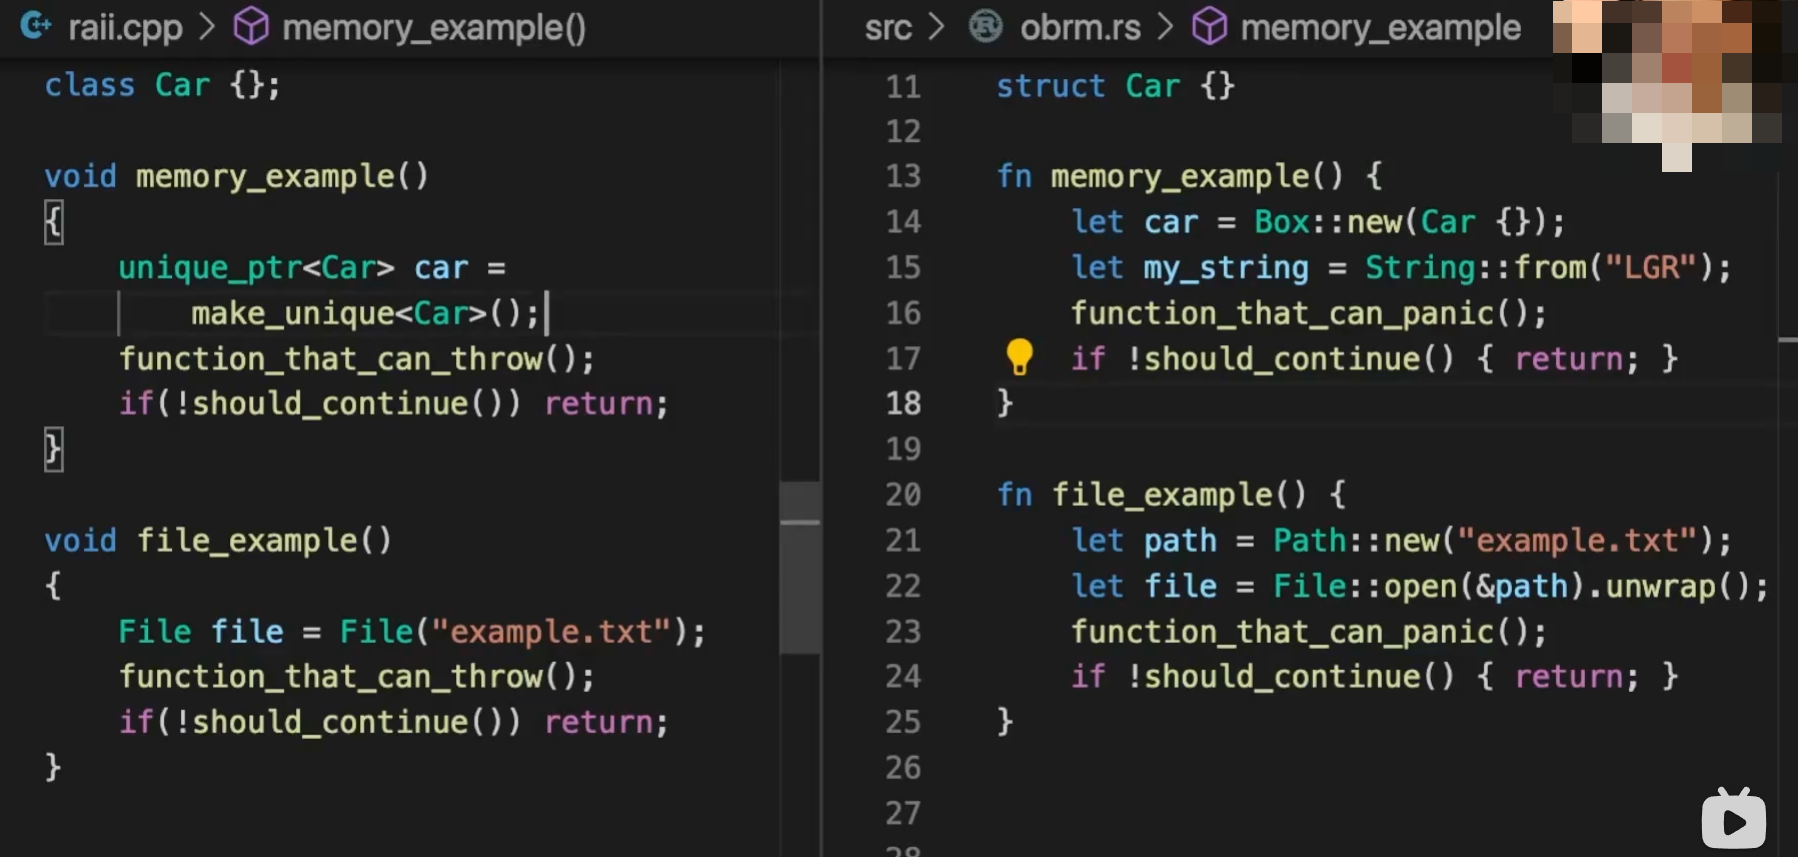 raii.cpp > memory_example()
class Car {};
void memory_example()
{
unique_ptr<Car> car =
make_unique<Car>();
function_that_can_throw();
if(!should_continue()) return;
}
void file_example()
{
File file = File("example.txt");
function_that_can_throw();
if(!should_continue()) return;
}
src > obrm.rs > memory_example
11 struct Car {}
12
13 fn memory_example() {
14 let car = Box::new(Car {});
15 let my_string = String::from("LGR");
16 function_that_can_panic();
17 if !should_continue() { return; }
18 }
19
20 fn file_example() {
21 let path = Path::new("example.txt");
22 let file = File::open(&path).unwrap();
23 function_that_can_panic();
24 if !should_continue() { return; }
25 }
26
27
28